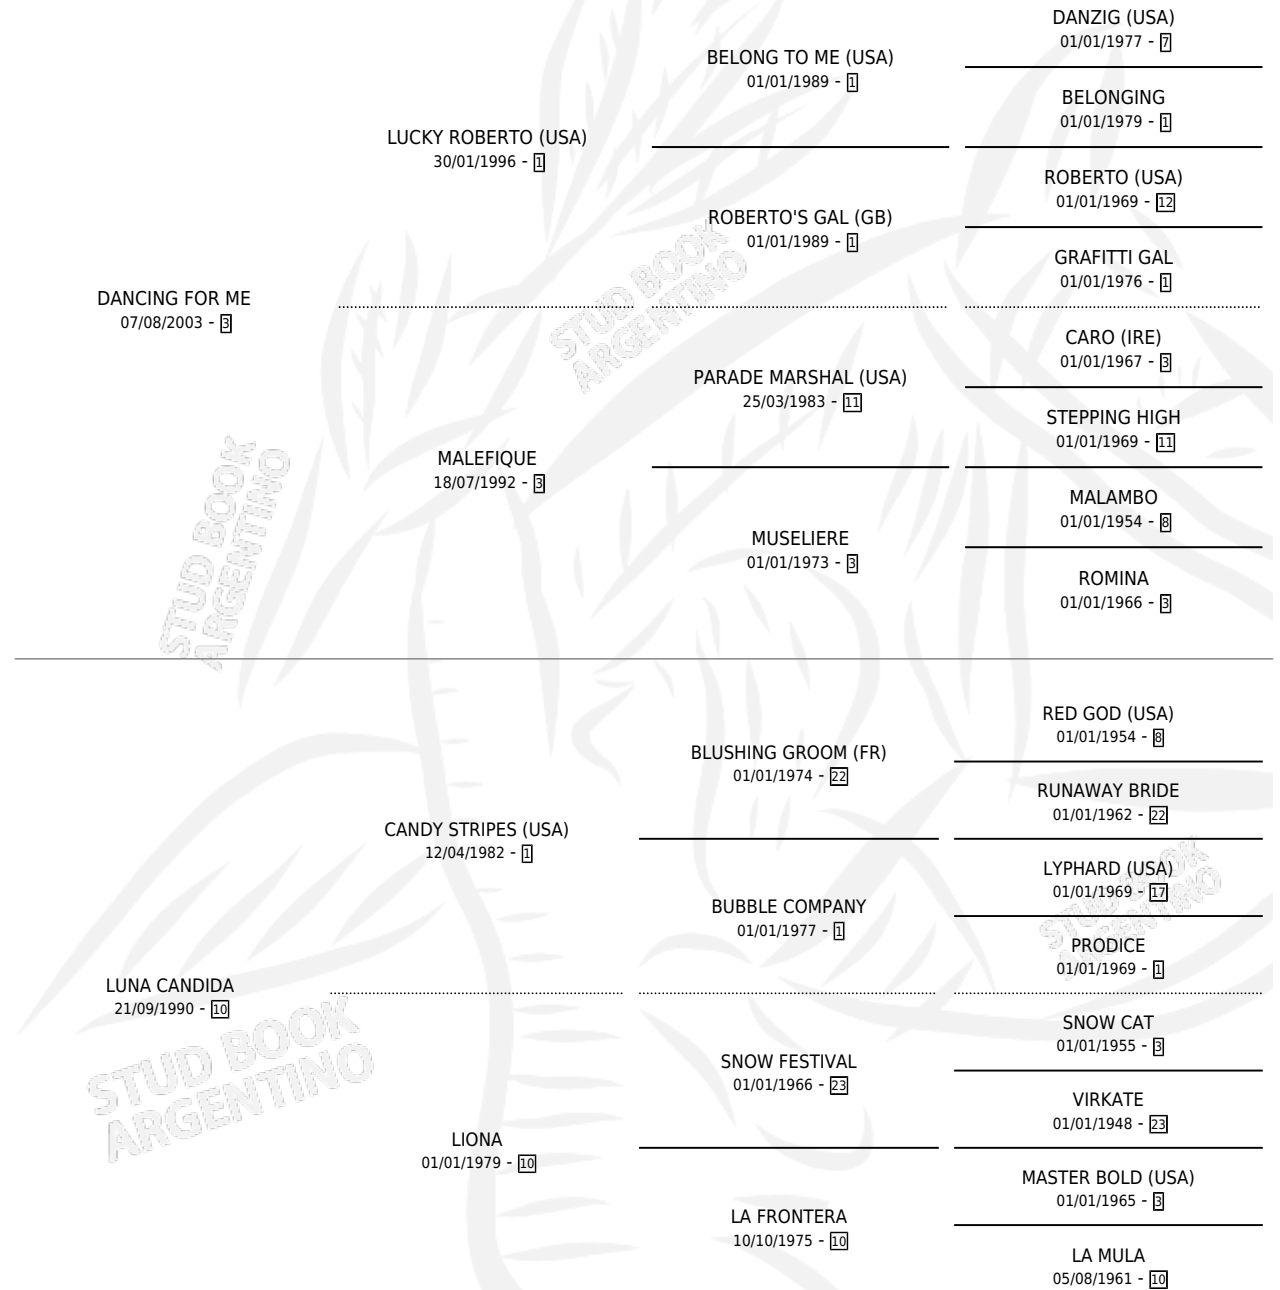 DANZIG (USA)
01/01/1977 - 7
BELONG TO ME (USA)
01/01/1989 - 1
BELONGING
01/01/1979 - 1
LUCKY ROBERTO (USA)
30/01/1996 - 1
ROBERTO (USA)
01/01/1969 - 12
ROBERTO'S GAL (GB)
01/01/1989 - 1
GRAFITTI GAL
01/01/1976 - 1
DANCING FOR ME
07/08/2003 - 3
STUD BOOK
ARGENTINO
CARO (IRE)
01/01/1967 - 3
PARADE MARSHAL (USA)
25/03/1983 - 11
STEPPING HIGH
01/01/1969 - 11
MALEFIQUE
18/07/1992 - 3
MALAMBO
01/01/1954 - 8
MUSELIERE
01/01/1973 - 3
ROMINA
01/01/1966 - 3
STUD BOOK
ARGENTINO
RED GOD (USA)
01/01/1954 - 8
BLUSHING GROOM (FR)
01/01/1974 - 22
RUNAWAY BRIDE
01/01/1962 - 22
CANDY STRIPES (USA)
12/04/1982 - 1
LYPHARD (USA)
01/01/1969 - 17
BUBBLE COMPANY
01/01/1977 - 1
STUD BOOK
ARGENTINO
PRODICE
01/01/1969 - 1
LUNA CANDIDA
21/09/1990 - 10
STUD BOOK
ARGENTINO
SNOW CAT
01/01/1955 - 3
SNOW FESTIVAL
01/01/1966 - 23
VIRKATE
01/01/1948 - 23
LIONA
01/01/1979 - 10
MASTER BOLD (USA)
01/01/1965 - 3
LA FRONTERA
10/10/1975 - 10
LA MULA
05/08/1961 - 10